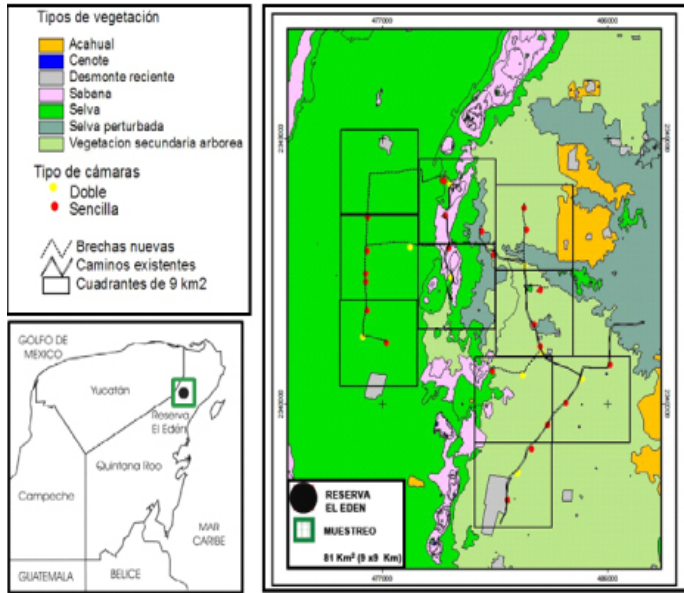 Tipos de vegetación
Acahual
Cenote
Desmonte reciente
Sabana
Selva
Selva perturbada
Vegetacion secundaria arborea
Tipo de cámaras
Doble
Sencilla
Brechas nuevas
Caminos existentes
Cuadrantes de 9 km2
GOLFO DE
MEXICO
Yucatán
Reserva
El Edén
Quintana Roo
Campeche
MAR
CARIBE
GUATEMALA
BELICE
477000
486000
RESERVA
EL EDEN
MUESTREO
81 Km² (9 x9 Km)
477000
486000